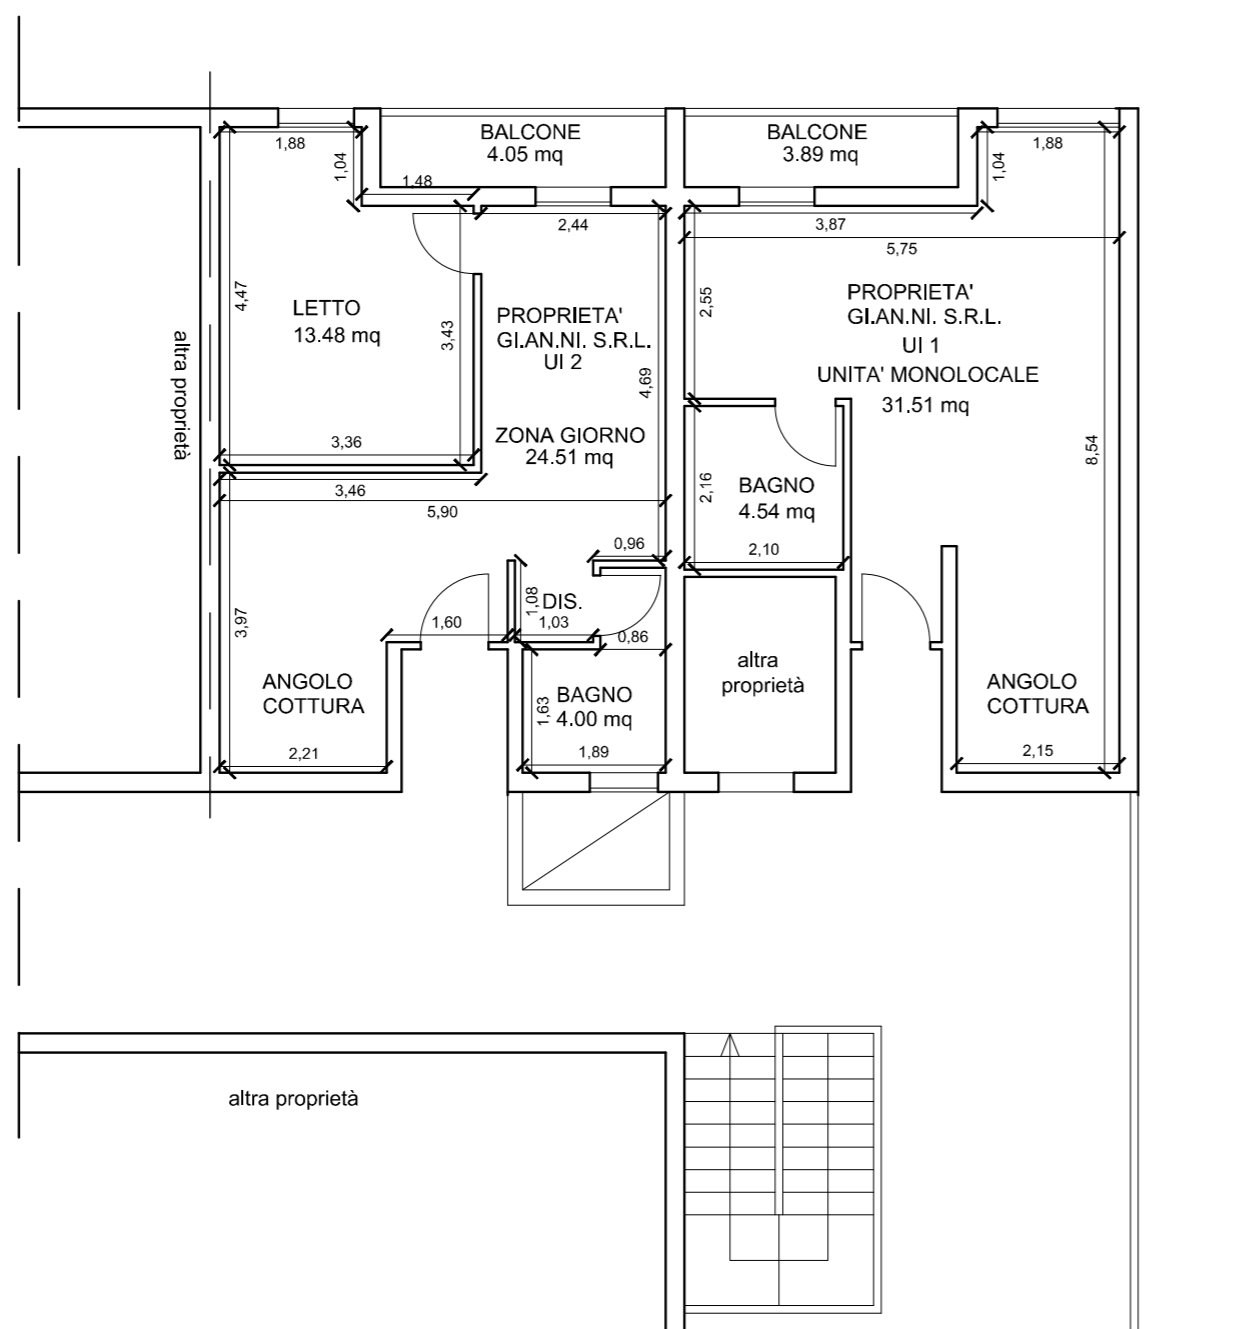 BALCONE
4.05 mq
BALCONE
3.89 mq
1,88
1,04
1,48
2,44
3,87
5,75
1,04
1,88
4,47
LETTO
13.48 mq
3,43
PROPRIETA'
GI.AN.NI. S.R.L.
UI 2
4,69
2,55
PROPRIETA'
GI.AN.NI. S.R.L.
UI 1
UNITA' MONOLOCALE
31.51 mq
altra proprietà
3,36
ZONA GIORNO
24.51 mq
8,54
3,46
5,90
2,16
BAGNO
4.54 mq
2,10
0,96
3,97
1,60
1,08
DIS.
1,03
0,86
altra
proprietà
ANGOLO
COTTURA
1,63
BAGNO
4.00 mq
ANGOLO
COTTURA
2,21
1,89
2,15
altra proprietà